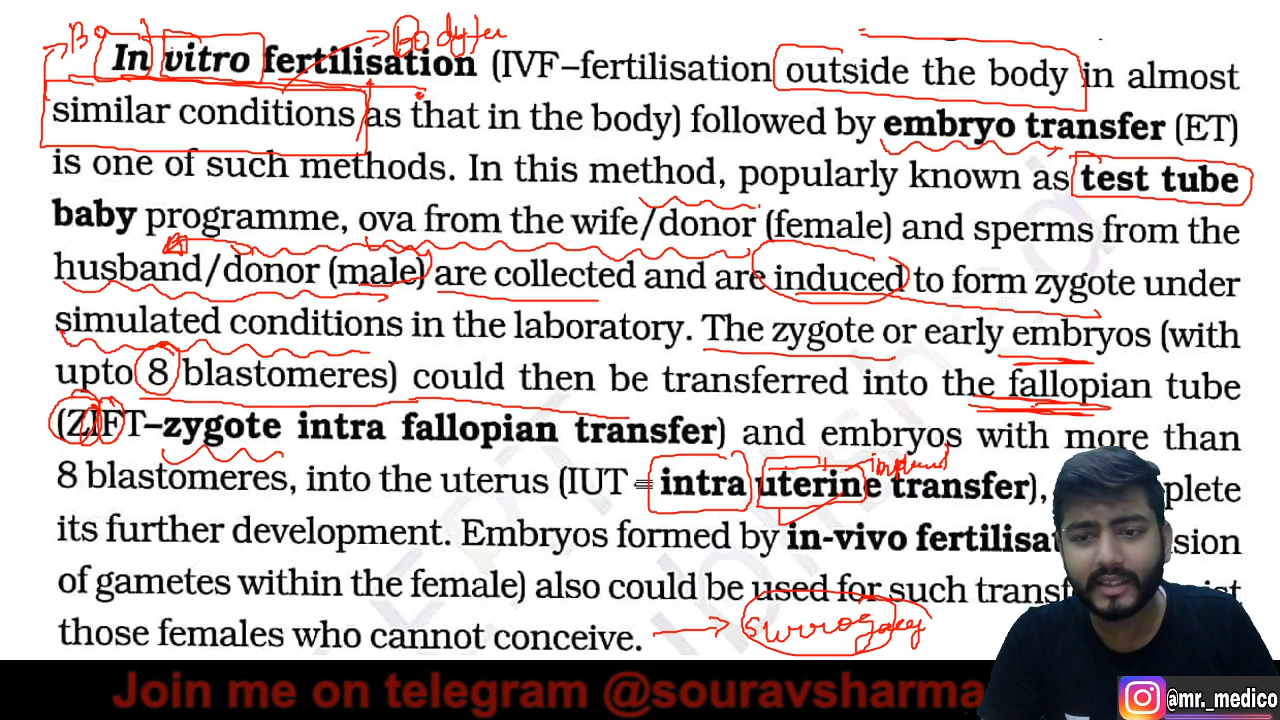 Bodyter
In vitro fertilisation (IVF–fertilisation outside the body in almost
similar conditions as that in the body) followed by embryo transfer (ET)
is one of such methods. In this method, popularly known as test tube
baby programme, ova from the wife/donor (female) and sperms from the
husband/donor (male) are collected and are induced to form zygote under
simulated conditions in the laboratory. The zygote or early embryos (with
upto 8 blastomeres) could then be transferred into the fallopian tube
(ZIFT–zygote intra fallopian transfer) and embryos with more than
8 blastomeres, into the uterus (IUT – intra uterine transfer), plete
its further development. Embryos formed by in-vivo fertilisa sion
of gametes within the female) also could be used for such transf ist
those females who cannot conceive. surrogacy
Join me on telegram @souravsharma
@mr._medico